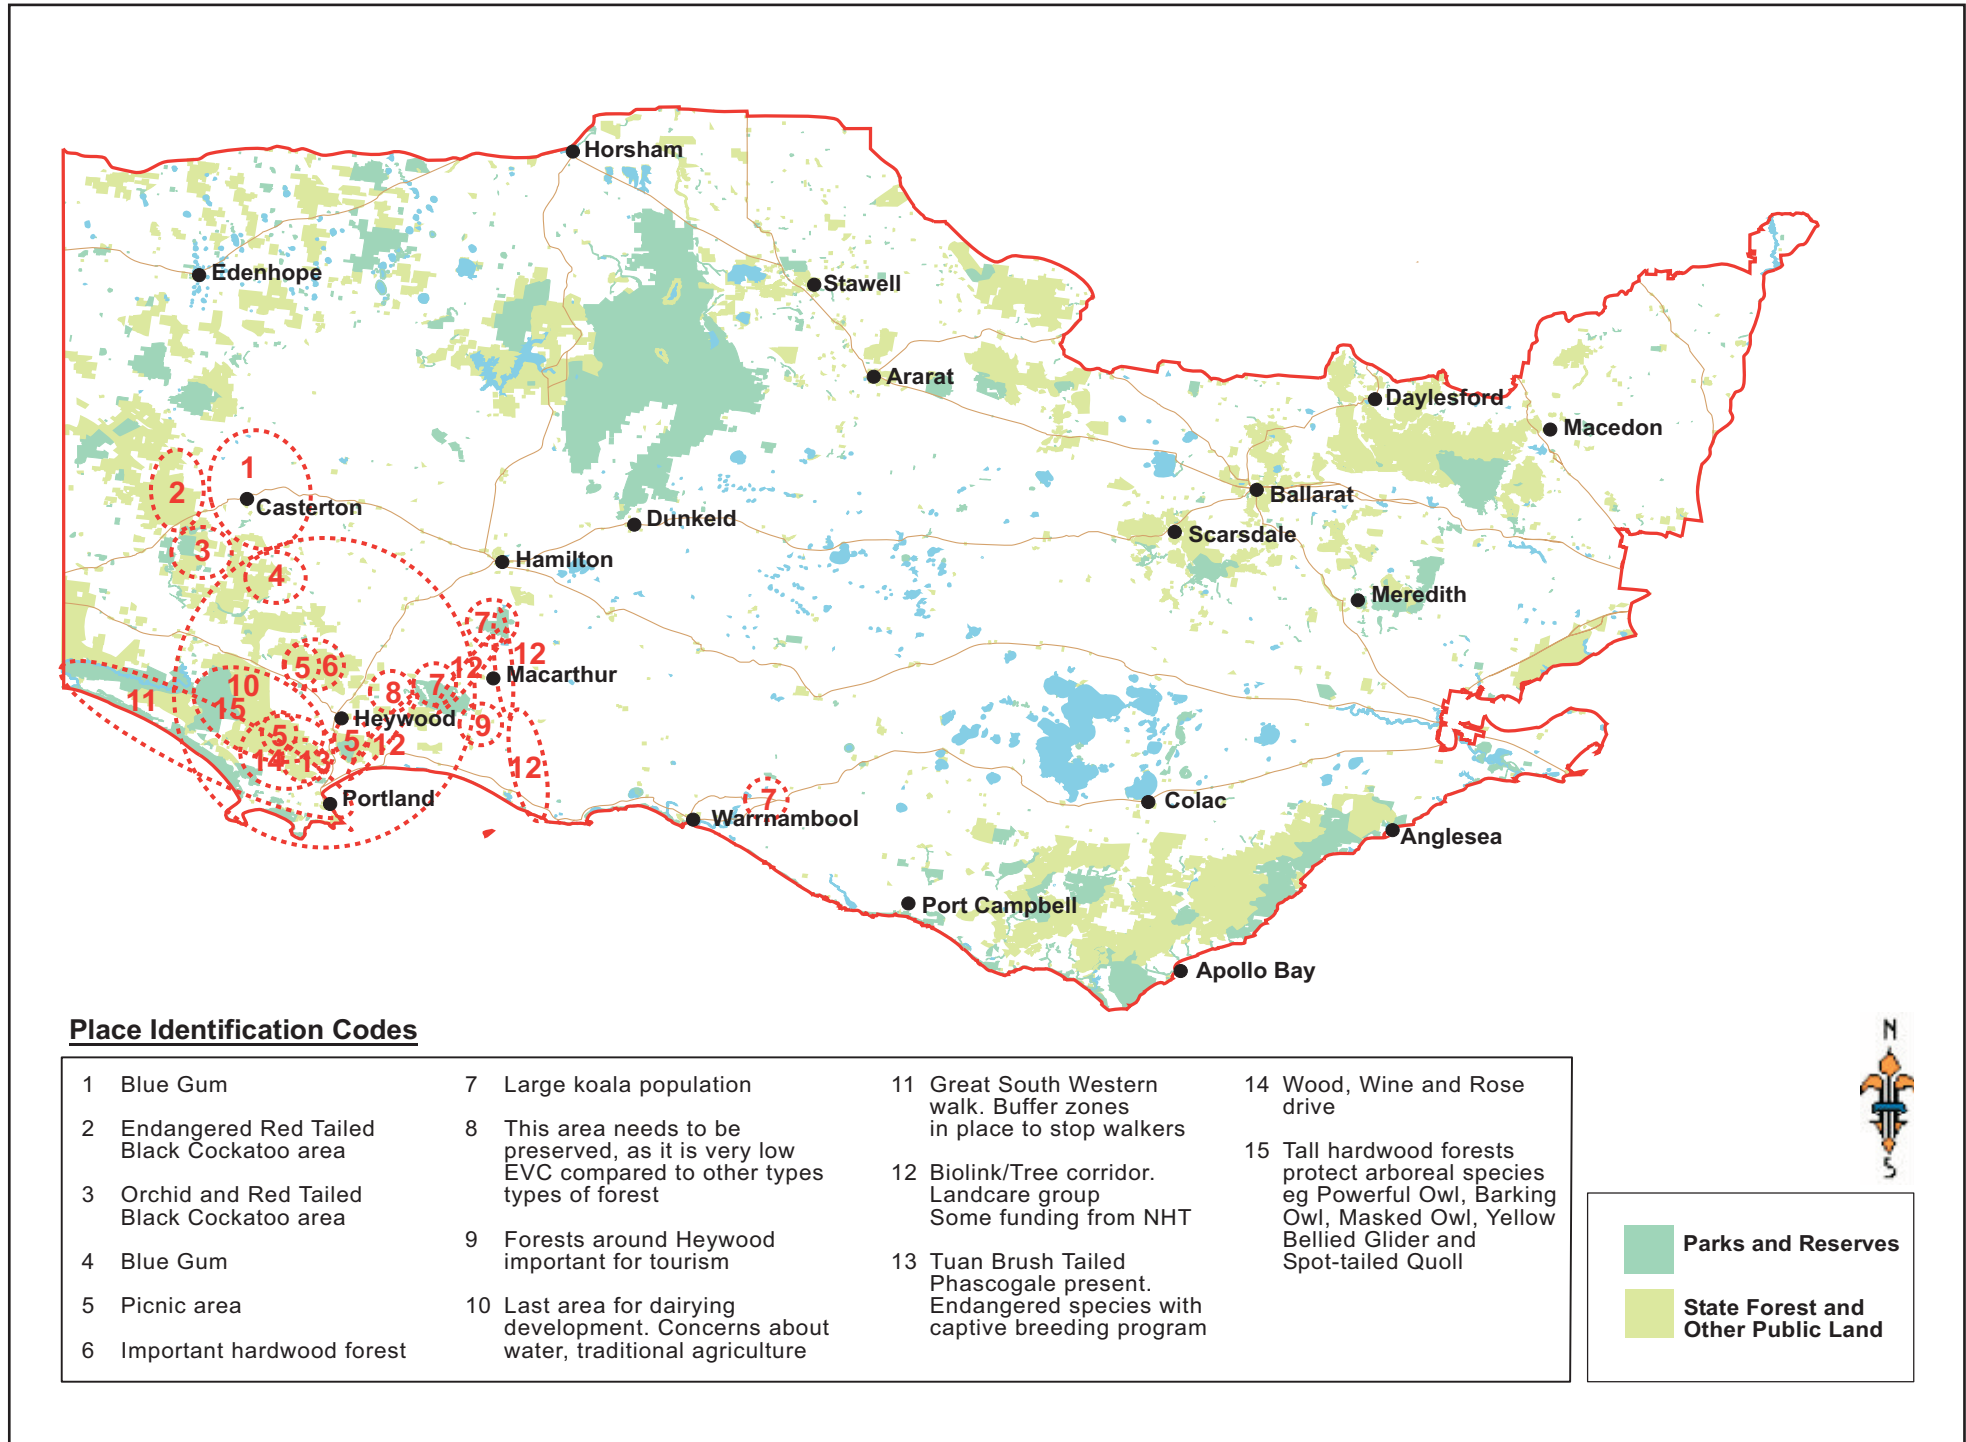 Horsham
Edenhope
Stawell
Ararat
Daylesford
Macedon
1
2
Casterton
Ballarat
Dunkeld
Scarsdale
3
Hamilton
4
Meredith
7
12
5 6
12
Macarthur
10
8
7
11
15
Heywood
9
5
5
12
14
13
12
Portland
7
Warrnambool
Colac
Anglesea
Port Campbell
Apollo Bay
Place Identification Codes
1 Blue Gum
2 Endangered Red Tailed
Black Cockatoo area
3 Orchid and Red Tailed
Black Cockatoo area
4 Blue Gum
5 Picnic area
6 Important hardwood forest
7 Large koala population
8 This area needs to be
preserved, as it is very low
EVC compared to other types
types of forest
9 Forests around Heywood
important for tourism
10 Last area for dairying
development. Concerns about
water, traditional agriculture
11 Great South Western
walk. Buffer zones
in place to stop walkers
12 Biolink/Tree corridor.
Landcare group
Some funding from NHT
13 Tuan Brush Tailed
Phascogale present.
Endangered species with
captive breeding program
14 Wood, Wine and Rose
drive
15 Tall hardwood forests
protect arboreal species
eg Powerful Owl, Barking
Owl, Masked Owl, Yellow
Bellied Glider and
Spot-tailed Quoll
N
S
Parks and Reserves
State Forest and
Other Public Land